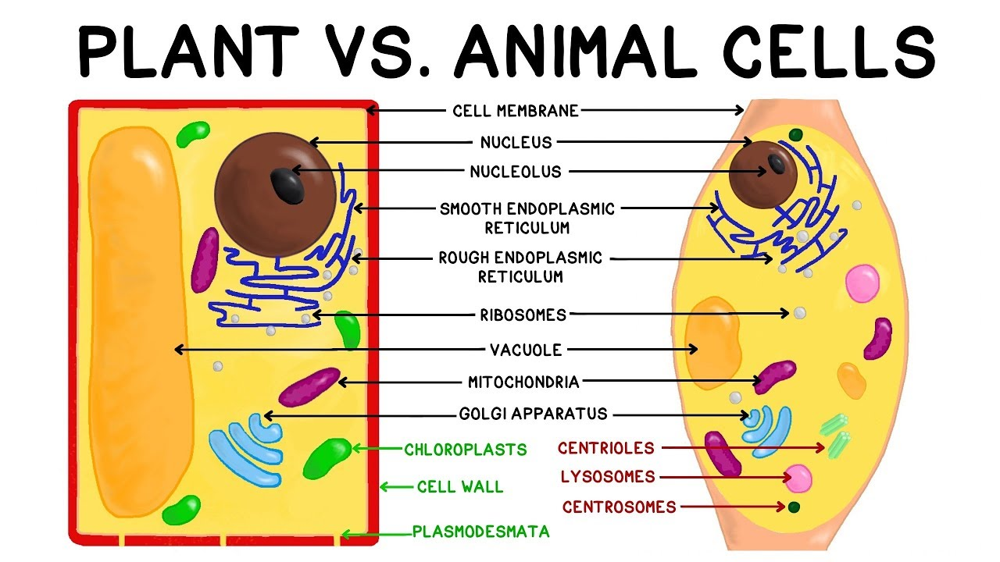 PLANT VS. ANIMAL CELLS
CELL MEMBRANE
NUCLEUS
NUCLEOLUS
SMOOTH ENDOPLASMIC
RETICULUM
ROUGH ENDOPLASMIC
RETICULUM
RIBOSOMES
VACUOLE
MITOCHONDRIA
GOLGI APPARATUS
CHLOROPLASTS
CELL WALL
PLASMODESMATA
CENTRIOLES
LYSOSOMES
CENTROSOMES